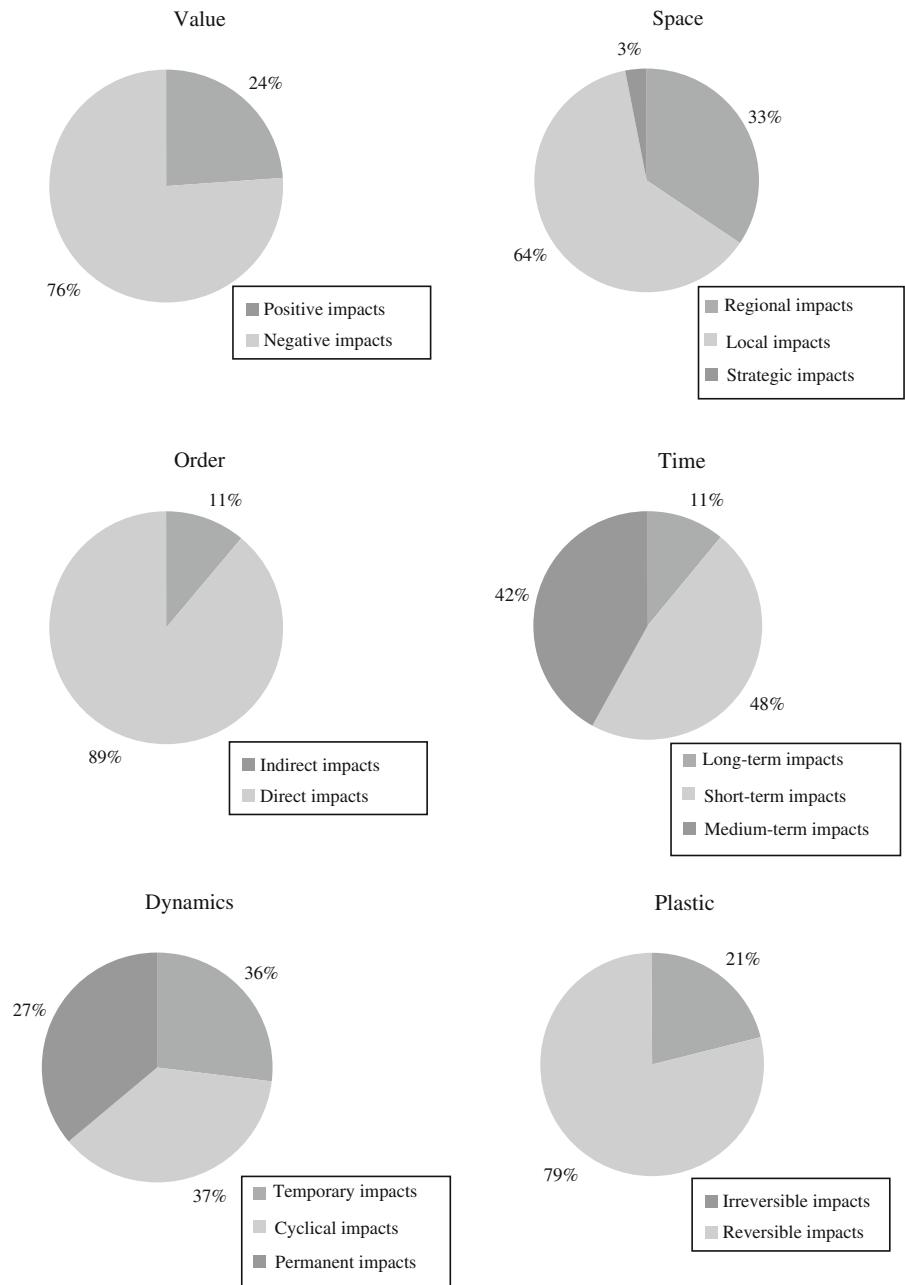 Value
24%
76%
Positive impacts
Negative impacts
Space
3%
33%
64%
Regional impacts
Local impacts
Strategic impacts
Order
11%
89%
Indirect impacts
Direct impacts
Time
11%
42%
48%
Long-term impacts
Short-term impacts
Medium-term impacts
Dynamics
36%
27%
37%
Temporary impacts
Cyclical impacts
Permanent impacts
Plastic
21%
79%
Irreversible impacts
Reversible impacts